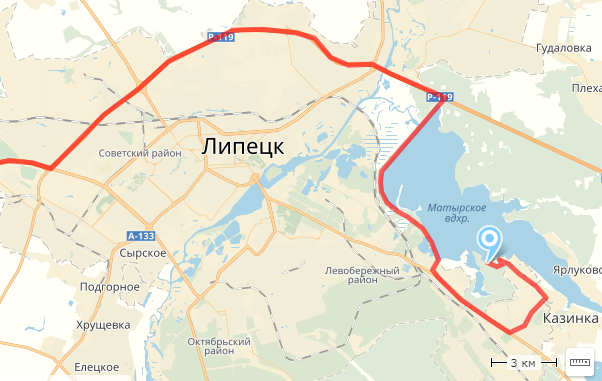 Р-119
Гудаловка
Плеха
Р-119
Советский район
Липецк
Матырское
вдхр.
А-133
Сырское
Левобережный
район
Ярлуково
Подгорное
Казинка
Хрущевка
Октябрьский
район
Елецкое
3 км